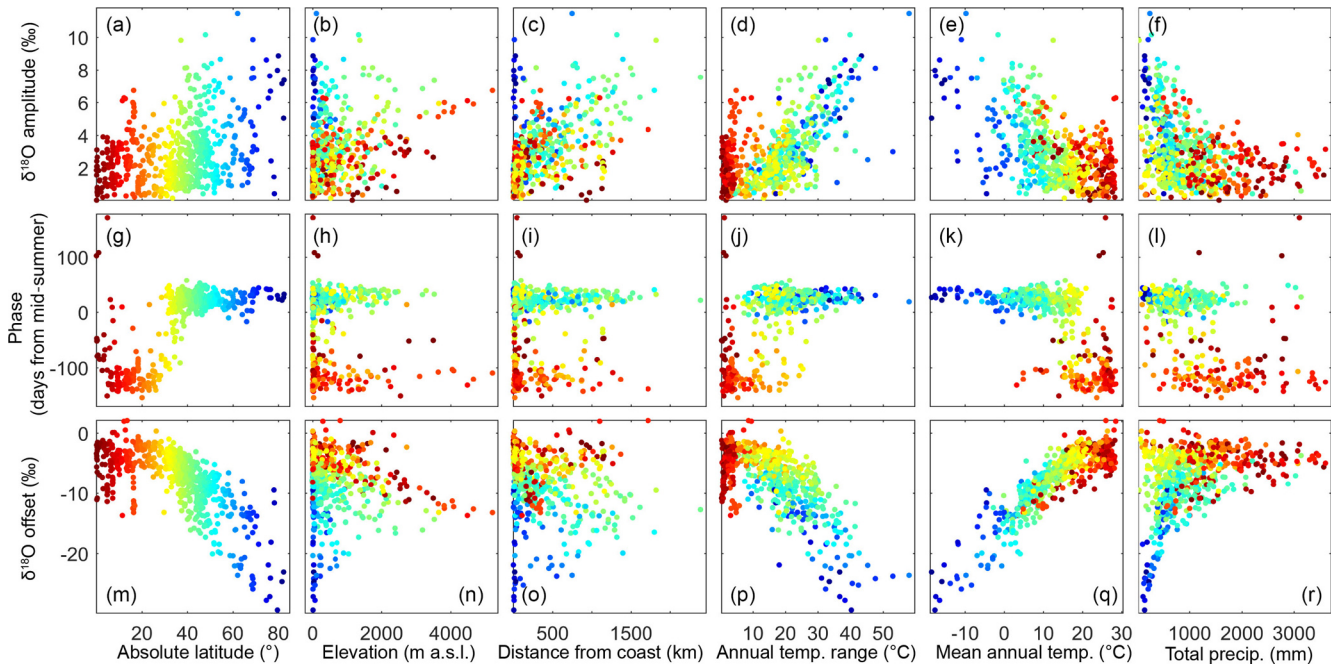 (a) (b) (c) (d) (e) (f)
δ¹⁸O amplitude (‰)
10
8
6
4
2
(g) (h) (i) (j) (k) (l)
Phase
(days from mid-summer)
100
0
-100
δ¹⁸O offset (‰)
0
-10
-20
(m) (n) (o) (p) (q) (r)
20 40 60 80 0 2000 4000 500 1500 0 10 20 30 40 50 -10 0 10 20 30 1000 2000 3000
Absolute latitude (°) Elevation (m a.s.l.) Distance from coast (km) Annual temp. range (°C) Mean annual temp. (°C) Total precip. (mm)